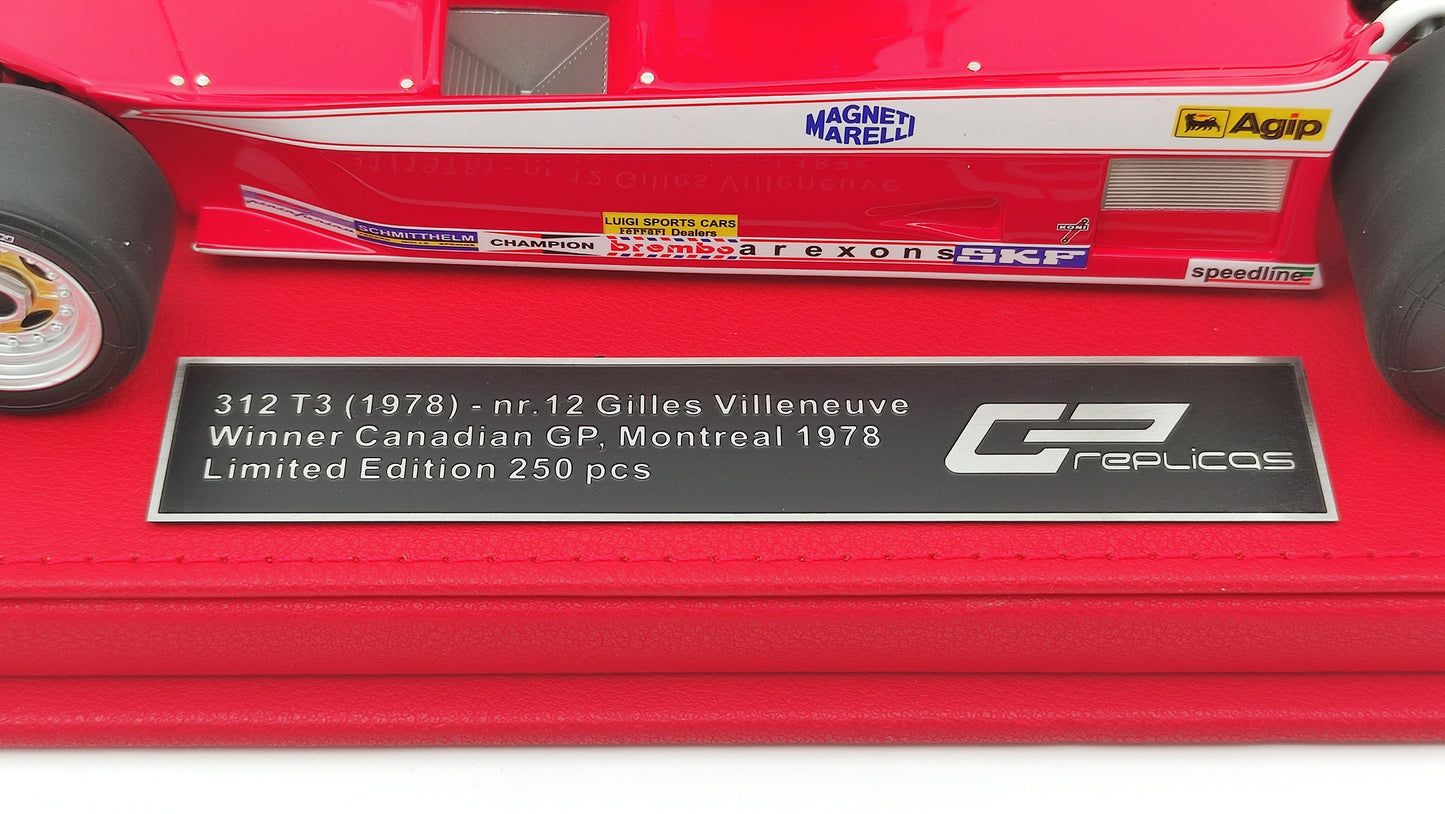 MAGNETI
MARELLI
Agip
SCHMITTHELM
CHAMPION
LUIGI SPORTS CARS
Ferrari Dealers
brembo
arexons
SKF
KONI
speedline
312 T3 (1978) - nr.12 Gilles Villeneuve
Winner Canadian GP, Montreal 1978
Limited Edition 250 pcs
GP
replicas